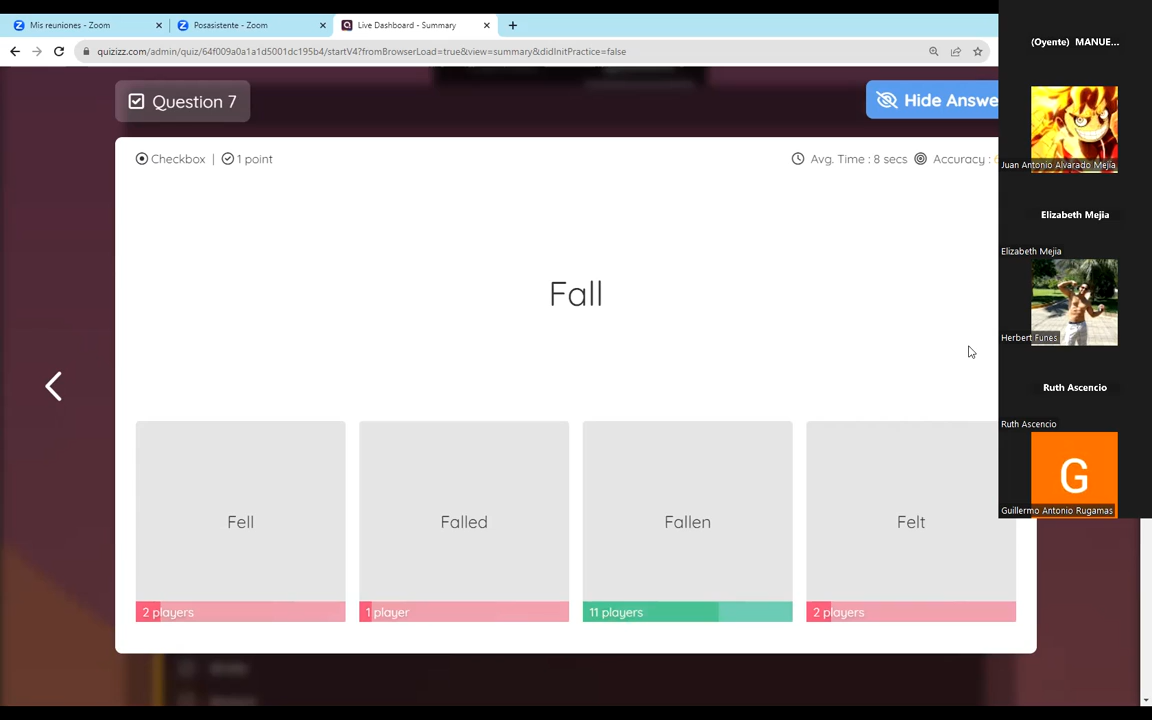 Mis reuniones - Zoom
Posasistente - Zoom
Live Dashboard - Summary
quizizz.com/admin/quiz/64f009a0a1a1d5001dc195b4/startV4?fromBrowserLoad=true&view=summary&didInitPractice=false
(Oyente) MANUE...
Question 7
Hide Answe
Checkbox | 1 point
Avg. Time : 8 secs
Accuracy :
Juan Antonio Alvarado Mejía
Elizabeth Mejia
Elizabeth Mejia
Fall
Herbert Funes
Ruth Ascencio
Ruth Ascencio
G
Guillermo Antonio Rugamas
Fell
Falled
Fallen
Felt
2 players
1 player
11 players
2 players